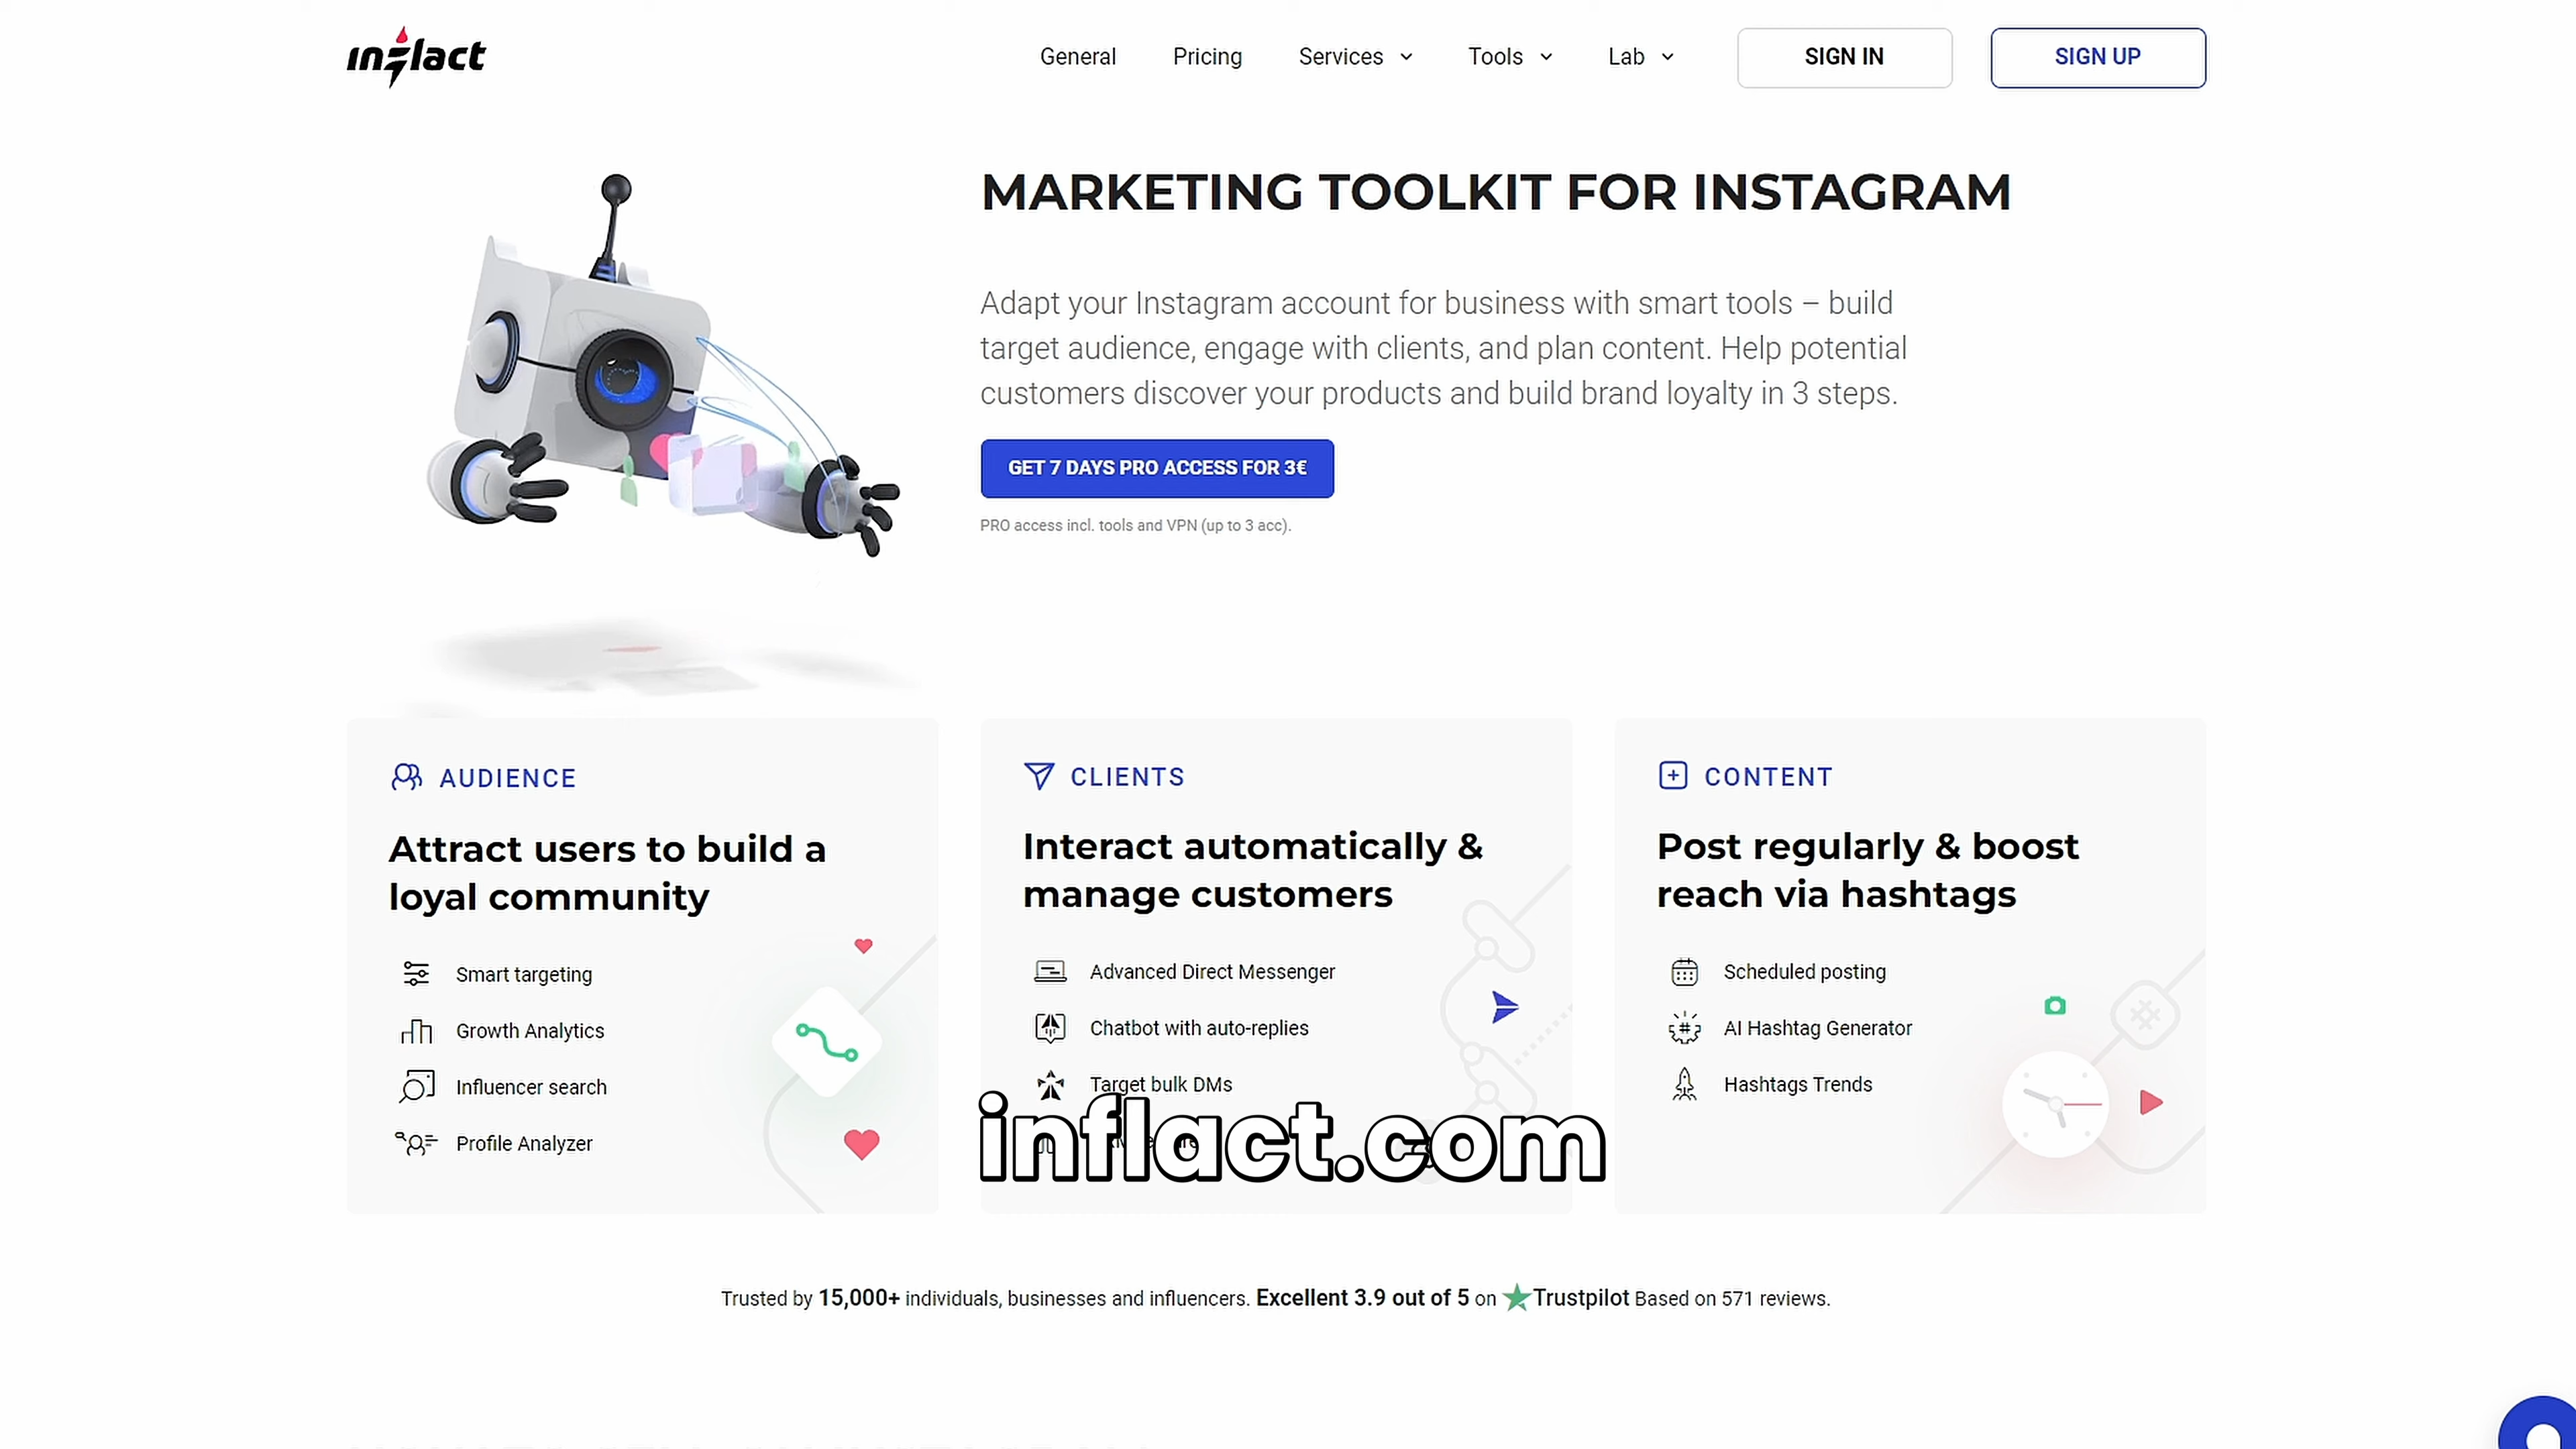 inflact
General
Pricing
Services
Tools
Lab
SIGN IN
SIGN UP
MARKETING TOOLKIT FOR INSTAGRAM
Adapt your Instagram account for business with smart tools – build
target audience, engage with clients, and plan content. Help potential
customers discover your products and build brand loyalty in 3 steps.
GET 7 DAYS PRO ACCESS FOR 3€
PRO access incl. tools and VPN (up to 3 acc).
AUDIENCE
Attract users to build a
loyal community
Smart targeting
Growth Analytics
Influencer search
Profile Analyzer
CLIENTS
Interact automatically &
manage customers
Advanced Direct Messenger
Chatbot with auto-replies
Target bulk DMs
CONTENT
Post regularly & boost
reach via hashtags
Scheduled posting
AI Hashtag Generator
Hashtags Trends
inflact.com
Trusted by 15,000+ individuals, businesses and influencers. Excellent 3.9 out of 5 on Trustpilot Based on 571 reviews.